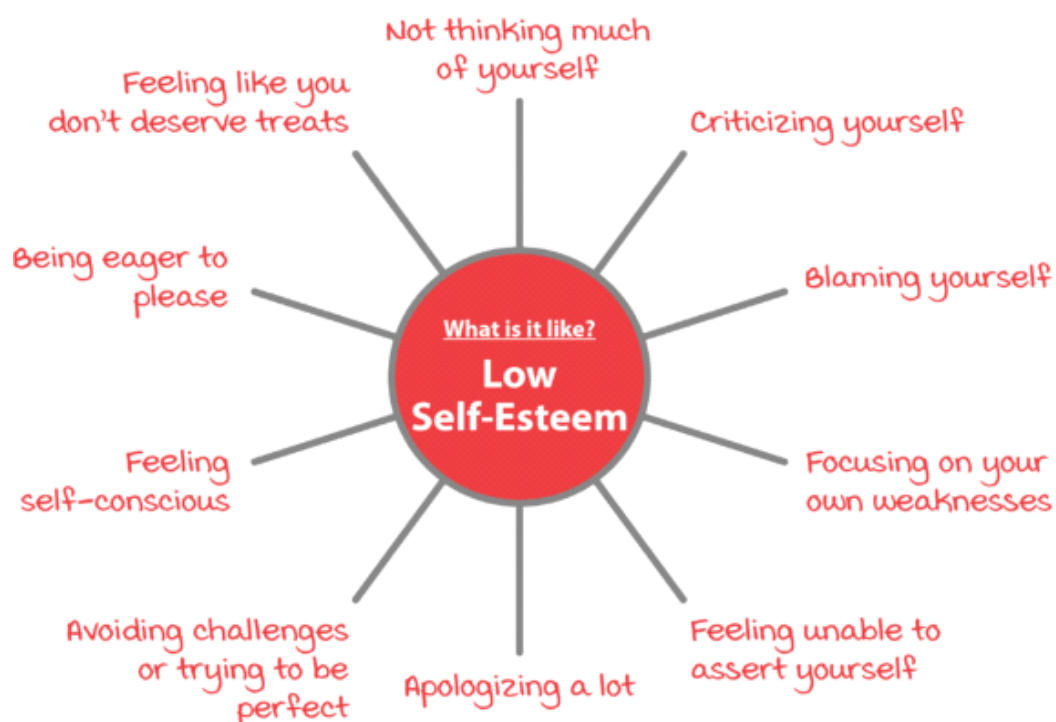 Not thinking much
of yourself
Criticizing yourself
Blaming yourself
Focusing on your
own weaknesses
Feeling unable to
assert yourself
Apologizing a lot
Avoiding challenges
or trying to be
perfect
Feeling
self-conscious
Being eager to
please
Feeling like you
don't deserve treats
What is it like?
Low
Self-Esteem